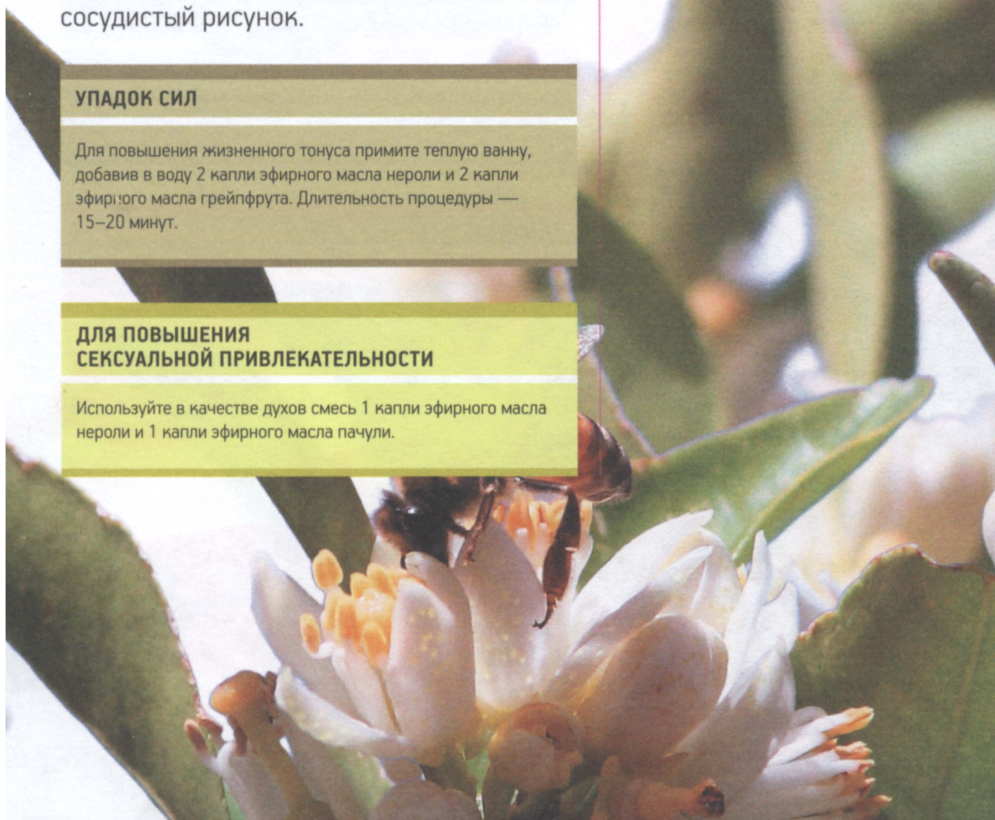 сосудистый рисунок.
УПАДОК СИЛ
Для повышения жизненного тонуса примите теплую ванну,
добавив в воду 2 капли эфирного масла нероли и 2 капли
эфирного масла грейпфрута. Длительность процедуры —
15–20 минут.
ДЛЯ ПОВЫШЕНИЯ
СЕКСУАЛЬНОЙ ПРИВЛЕКАТЕЛЬНОСТИ
Используйте в качестве духов смесь 1 капли эфирного масла
нероли и 1 капли эфирного масла пачули.